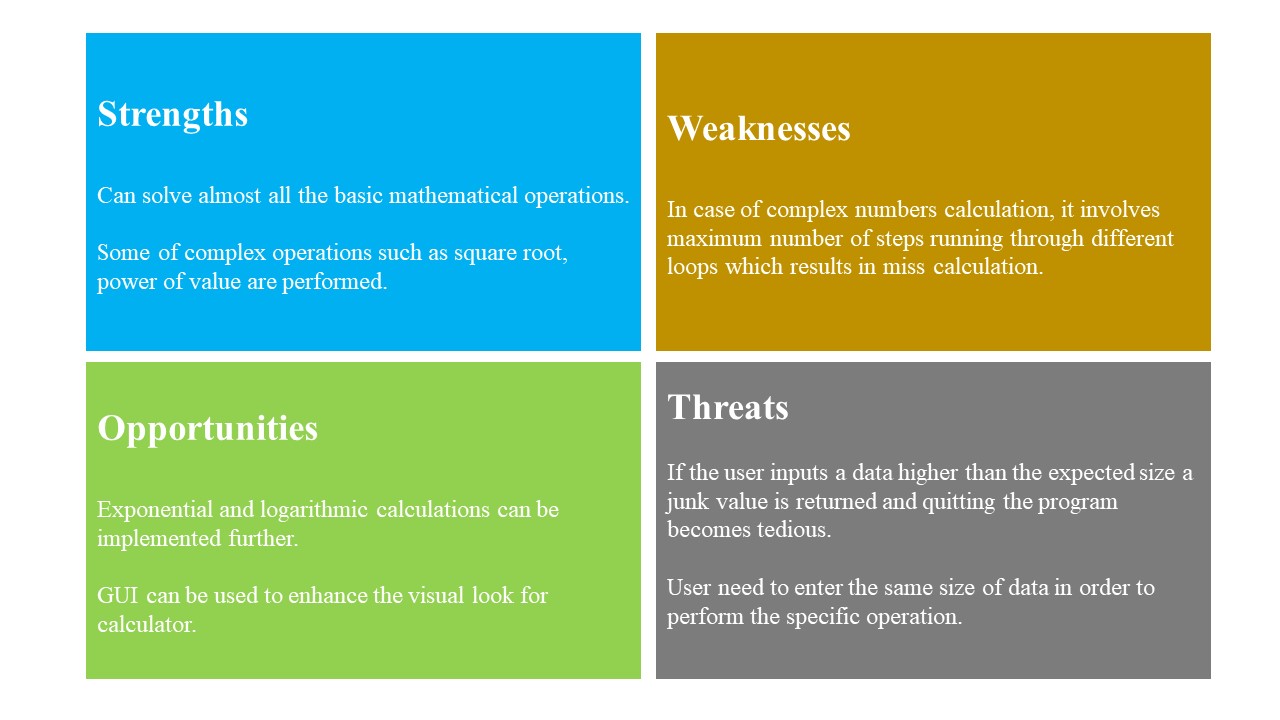 Strengths
Can solve almost all the basic mathematical operations.
Some of complex operations such as square root,
power of value are performed.
Weaknesses
In case of complex numbers calculation, it involves
maximum number of steps running through different
loops which results in miss calculation.
Opportunities
Exponential and logarithmic calculations can be
implemented further.
GUI can be used to enhance the visual look for
calculator.
Threats
If the user inputs a data higher than the expected size a
junk value is returned and quitting the program
becomes tedious.
User need to enter the same size of data in order to
perform the specific operation.